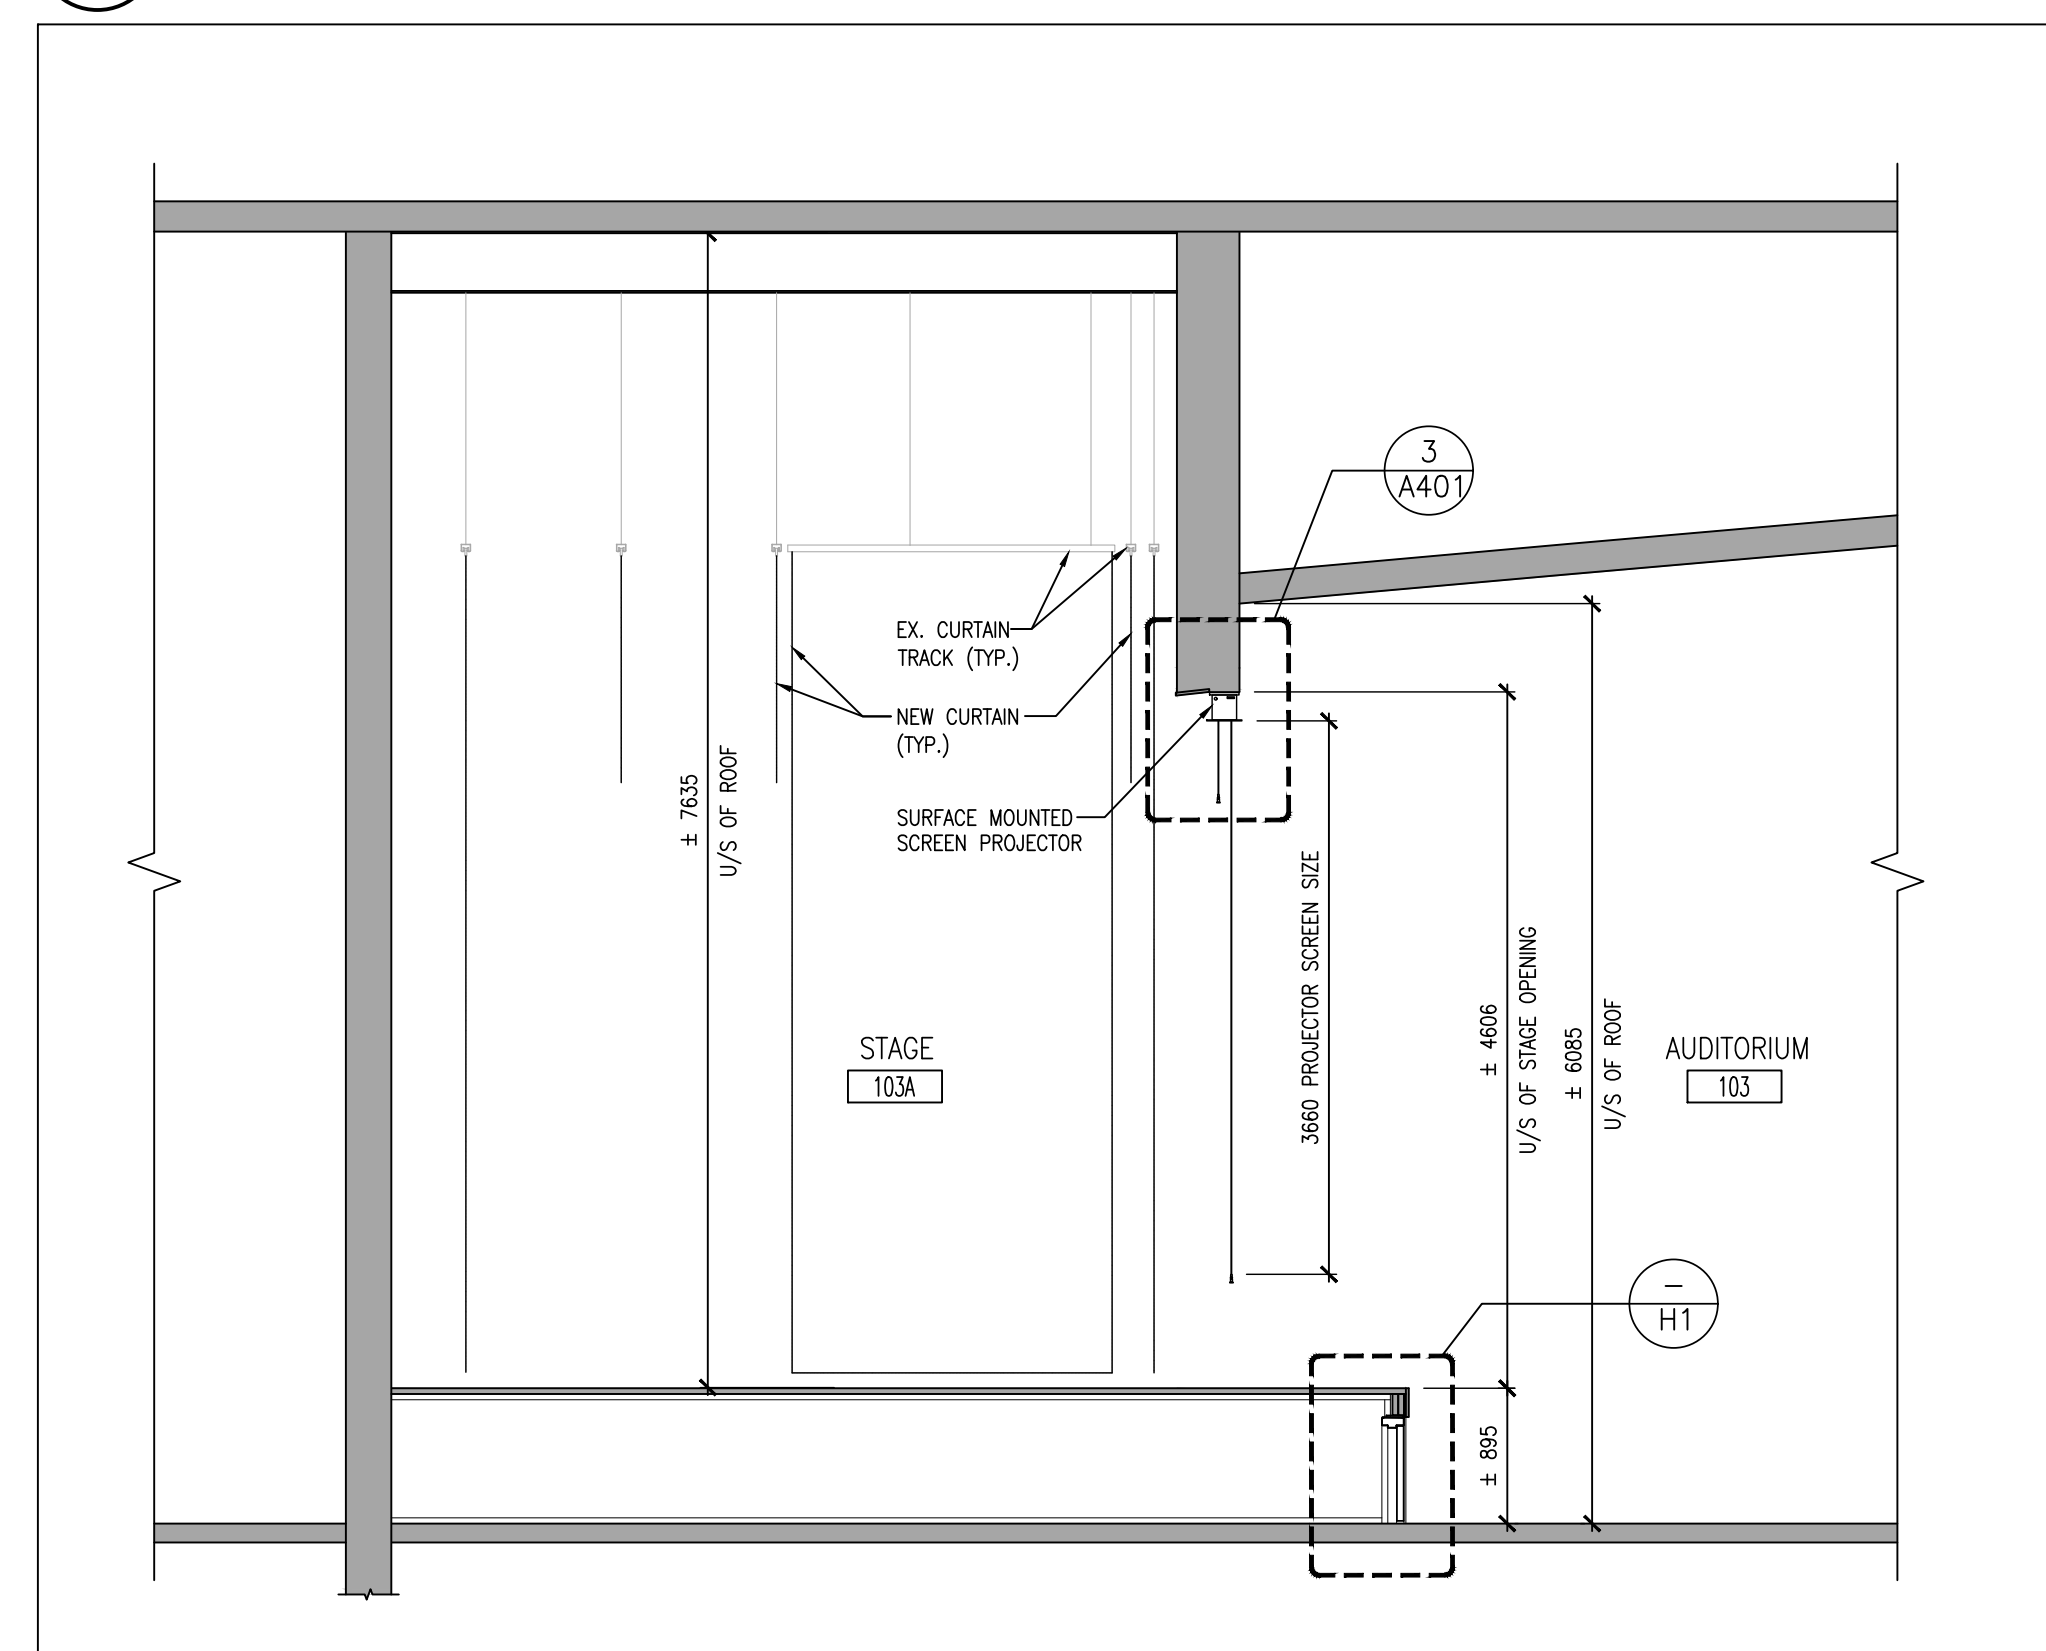 3
A401
EX. CURTAIN
TRACK (TYP.)
NEW CURTAIN
(TYP.)
± 7635
U/S OF ROOF
SURFACE MOUNTED
SCREEN PROJECTOR
3660 PROJECTOR SCREEN SIZE
± 4606
U/S OF STAGE OPENING
± 6085
U/S OF ROOF
STAGE
103A
AUDITORIUM
103
–
H1
± 895